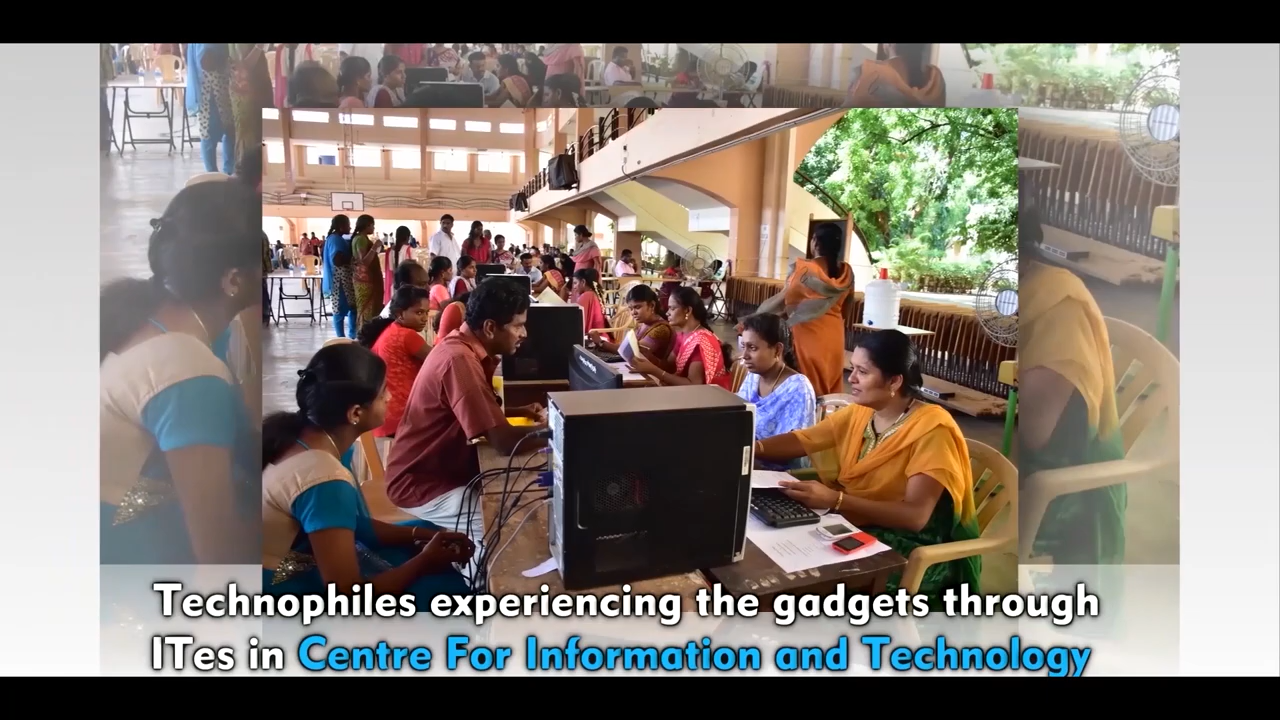 Technophiles experiencing the gadgets through
ITes in Centre For Information and Technology